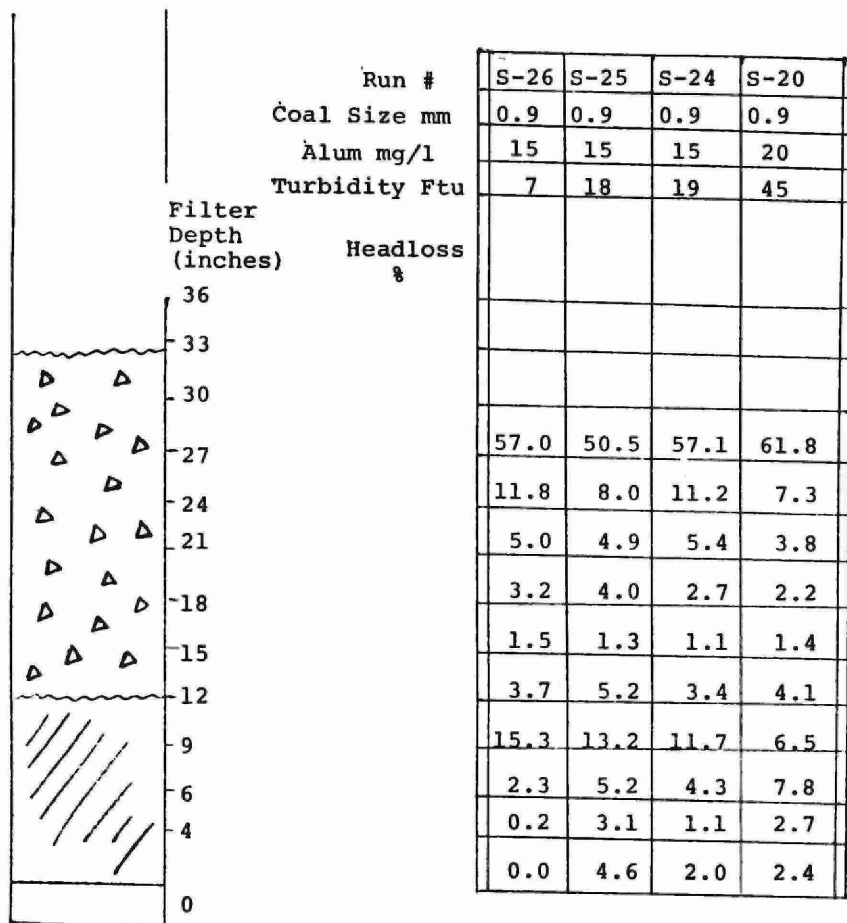 Run # S-26 S-25 S-24 S-20
Coal Size mm 0.9 0.9 0.9 0.9
Alum mg/l 15 15 15 20
Turbidity Ftu 7 18 19 45
Filter
Depth
(inches)
Headloss
%
36
33
30
27 57.0 50.5 57.1 61.8
24 11.8 8.0 11.2 7.3
21 5.0 4.9 5.4 3.8
18 3.2 4.0 2.7 2.2
15 1.5 1.3 1.1 1.4
12 3.7 5.2 3.4 4.1
9 15.3 13.2 11.7 6.5
6 2.3 5.2 4.3 7.8
4 0.2 3.1 1.1 2.7
0 0.0 4.6 2.0 2.4